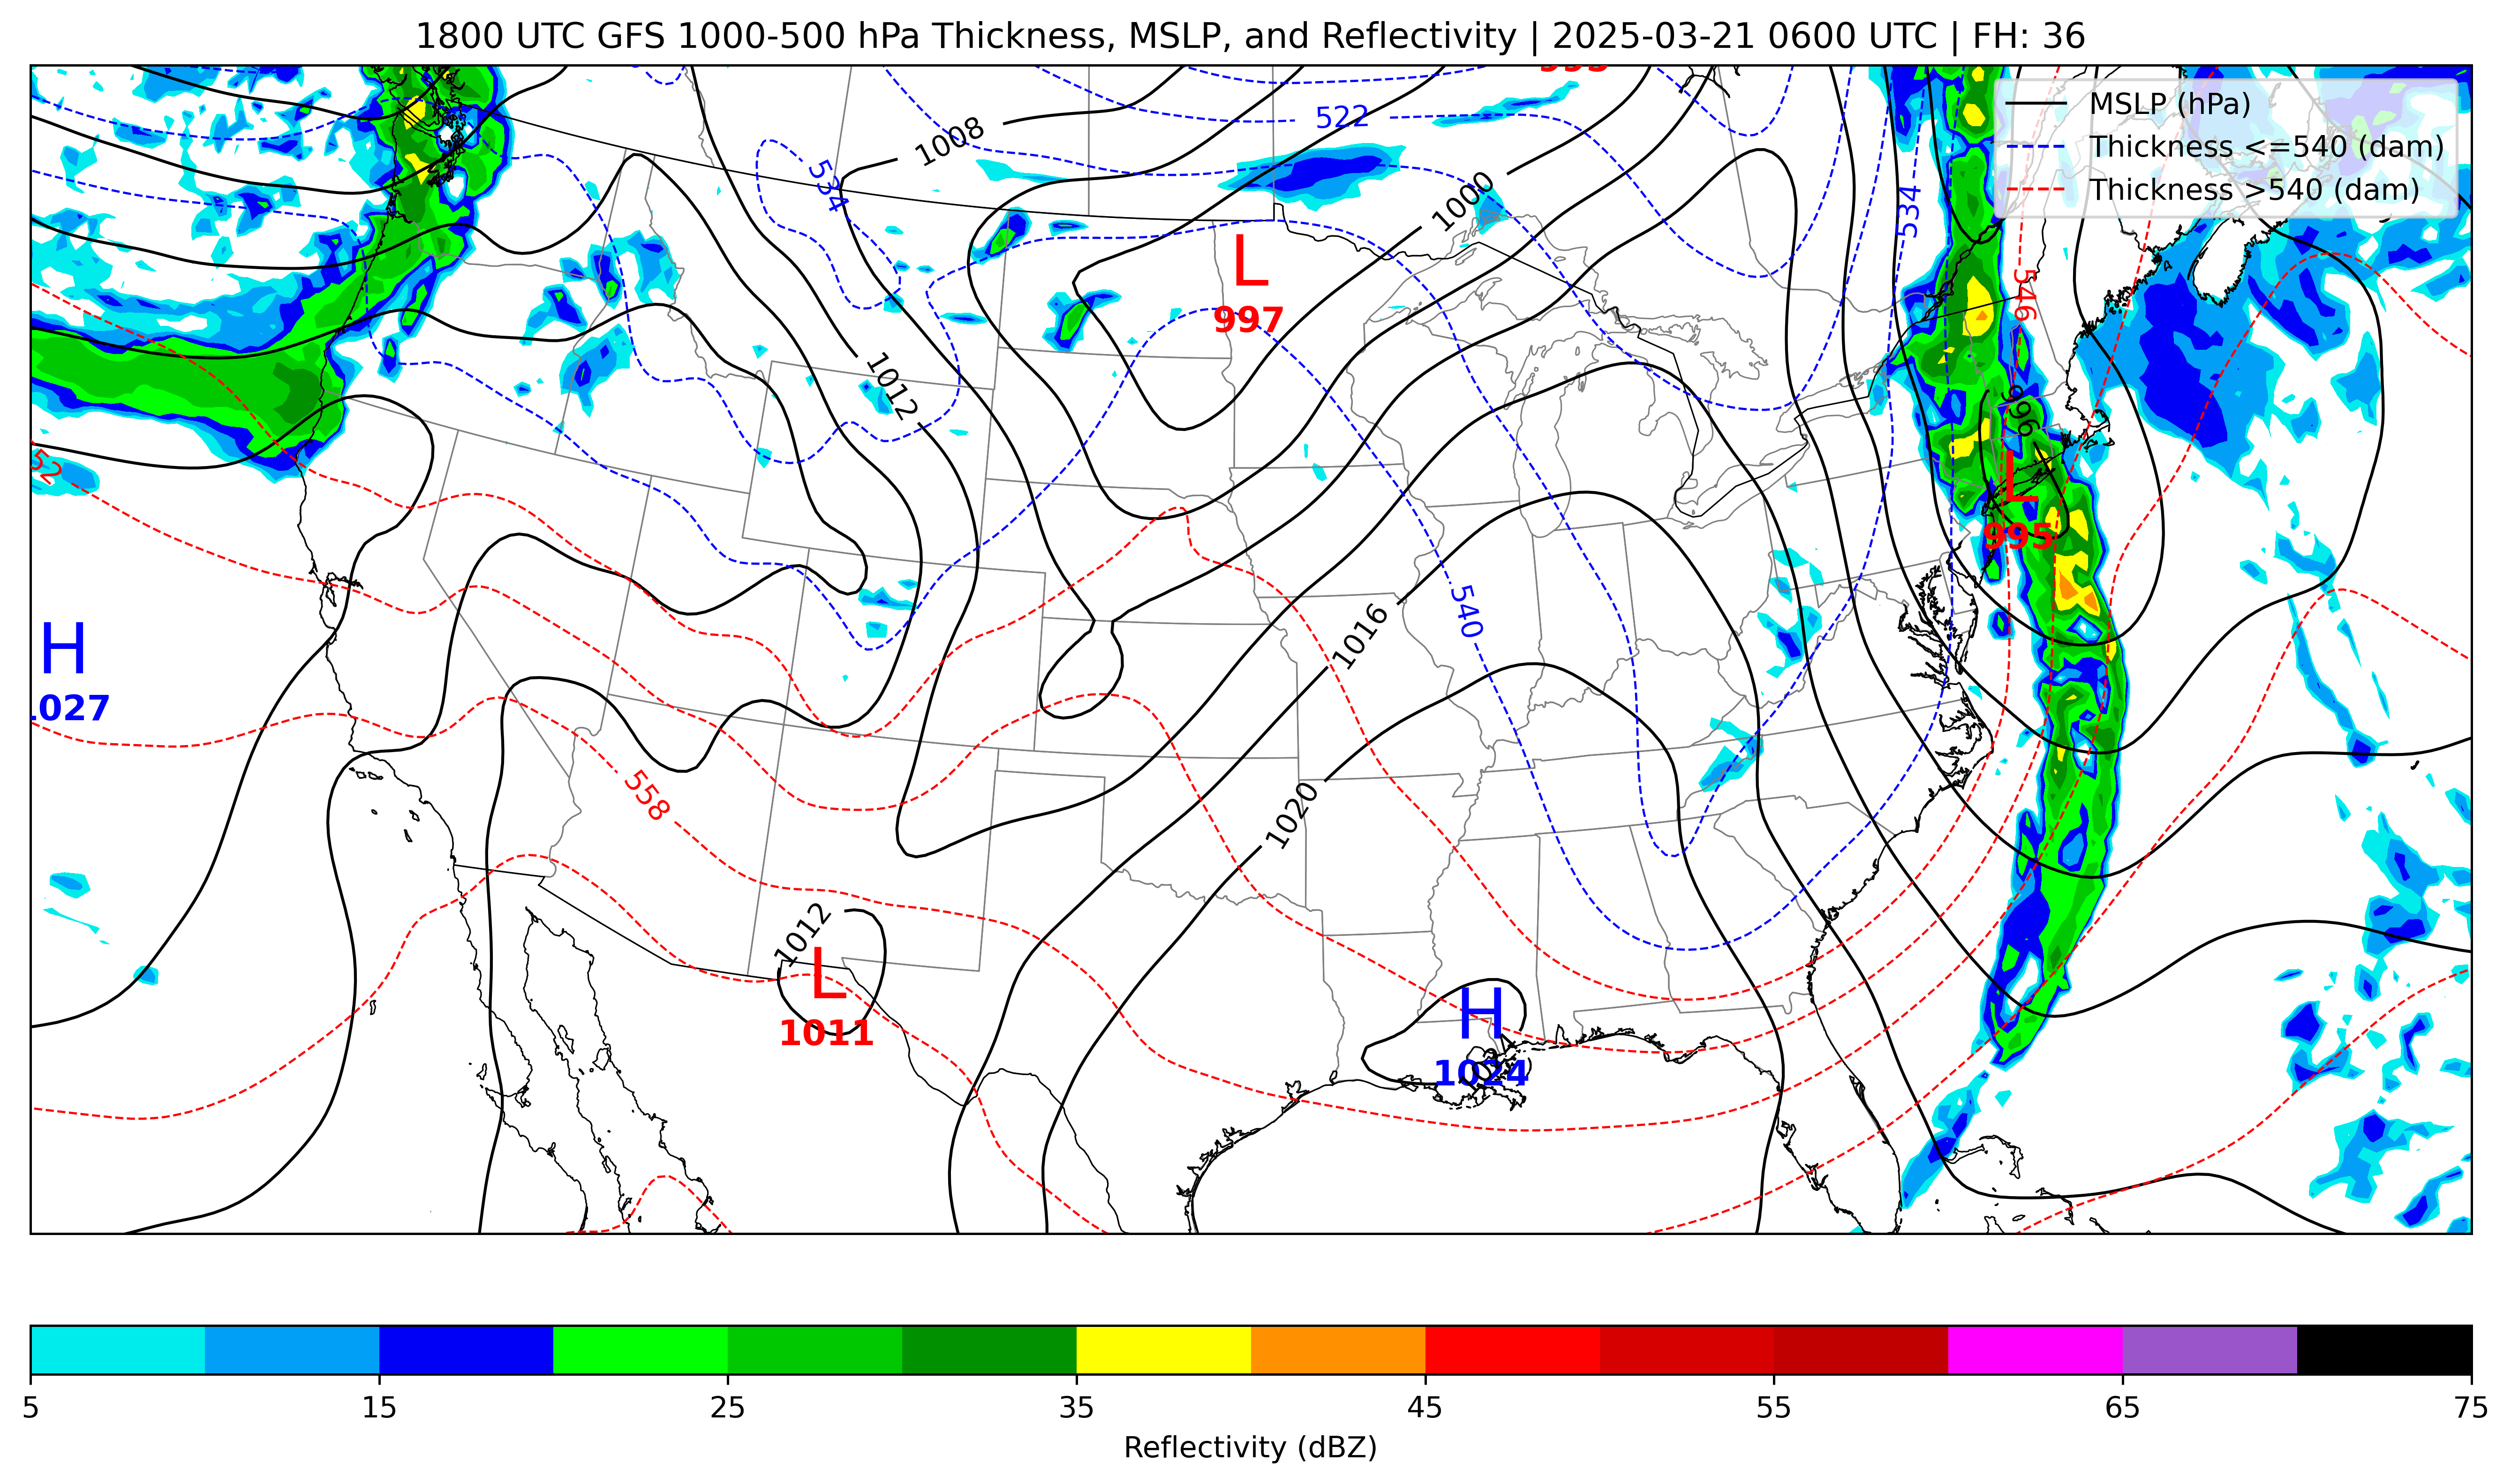 1800 UTC GFS 1000-500 hPa Thickness, MSLP, and Reflectivity | 2025-03-21 0600 UTC | FH: 36
MSLP (hPa)
Thickness <=540 (dam)
Thickness >540 (dam)
522
1008
534
1000
534
L
997
546
1012
996
52
L
995
540
1016
H
1027
558
1020
1012
L
1011
H
1024
5 15 25 35 45 55 65 75
Reflectivity (dBZ)